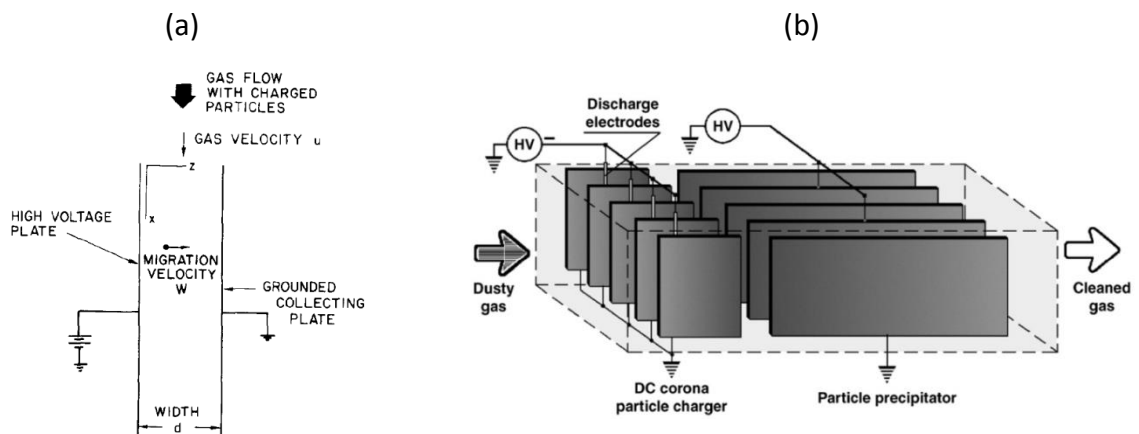 (a)
GAS FLOW
WITH CHARGED
PARTICLES
GAS VELOCITY u
z
x
HIGH VOLTAGE
PLATE
MIGRATION
VELOCITY
W
GROUNDED
COLLECTING
PLATE
WIDTH
d
(b)
Discharge
electrodes
HV
−
HV
Dusty
gas
Cleaned
gas
DC corona
particle charger
Particle precipitator